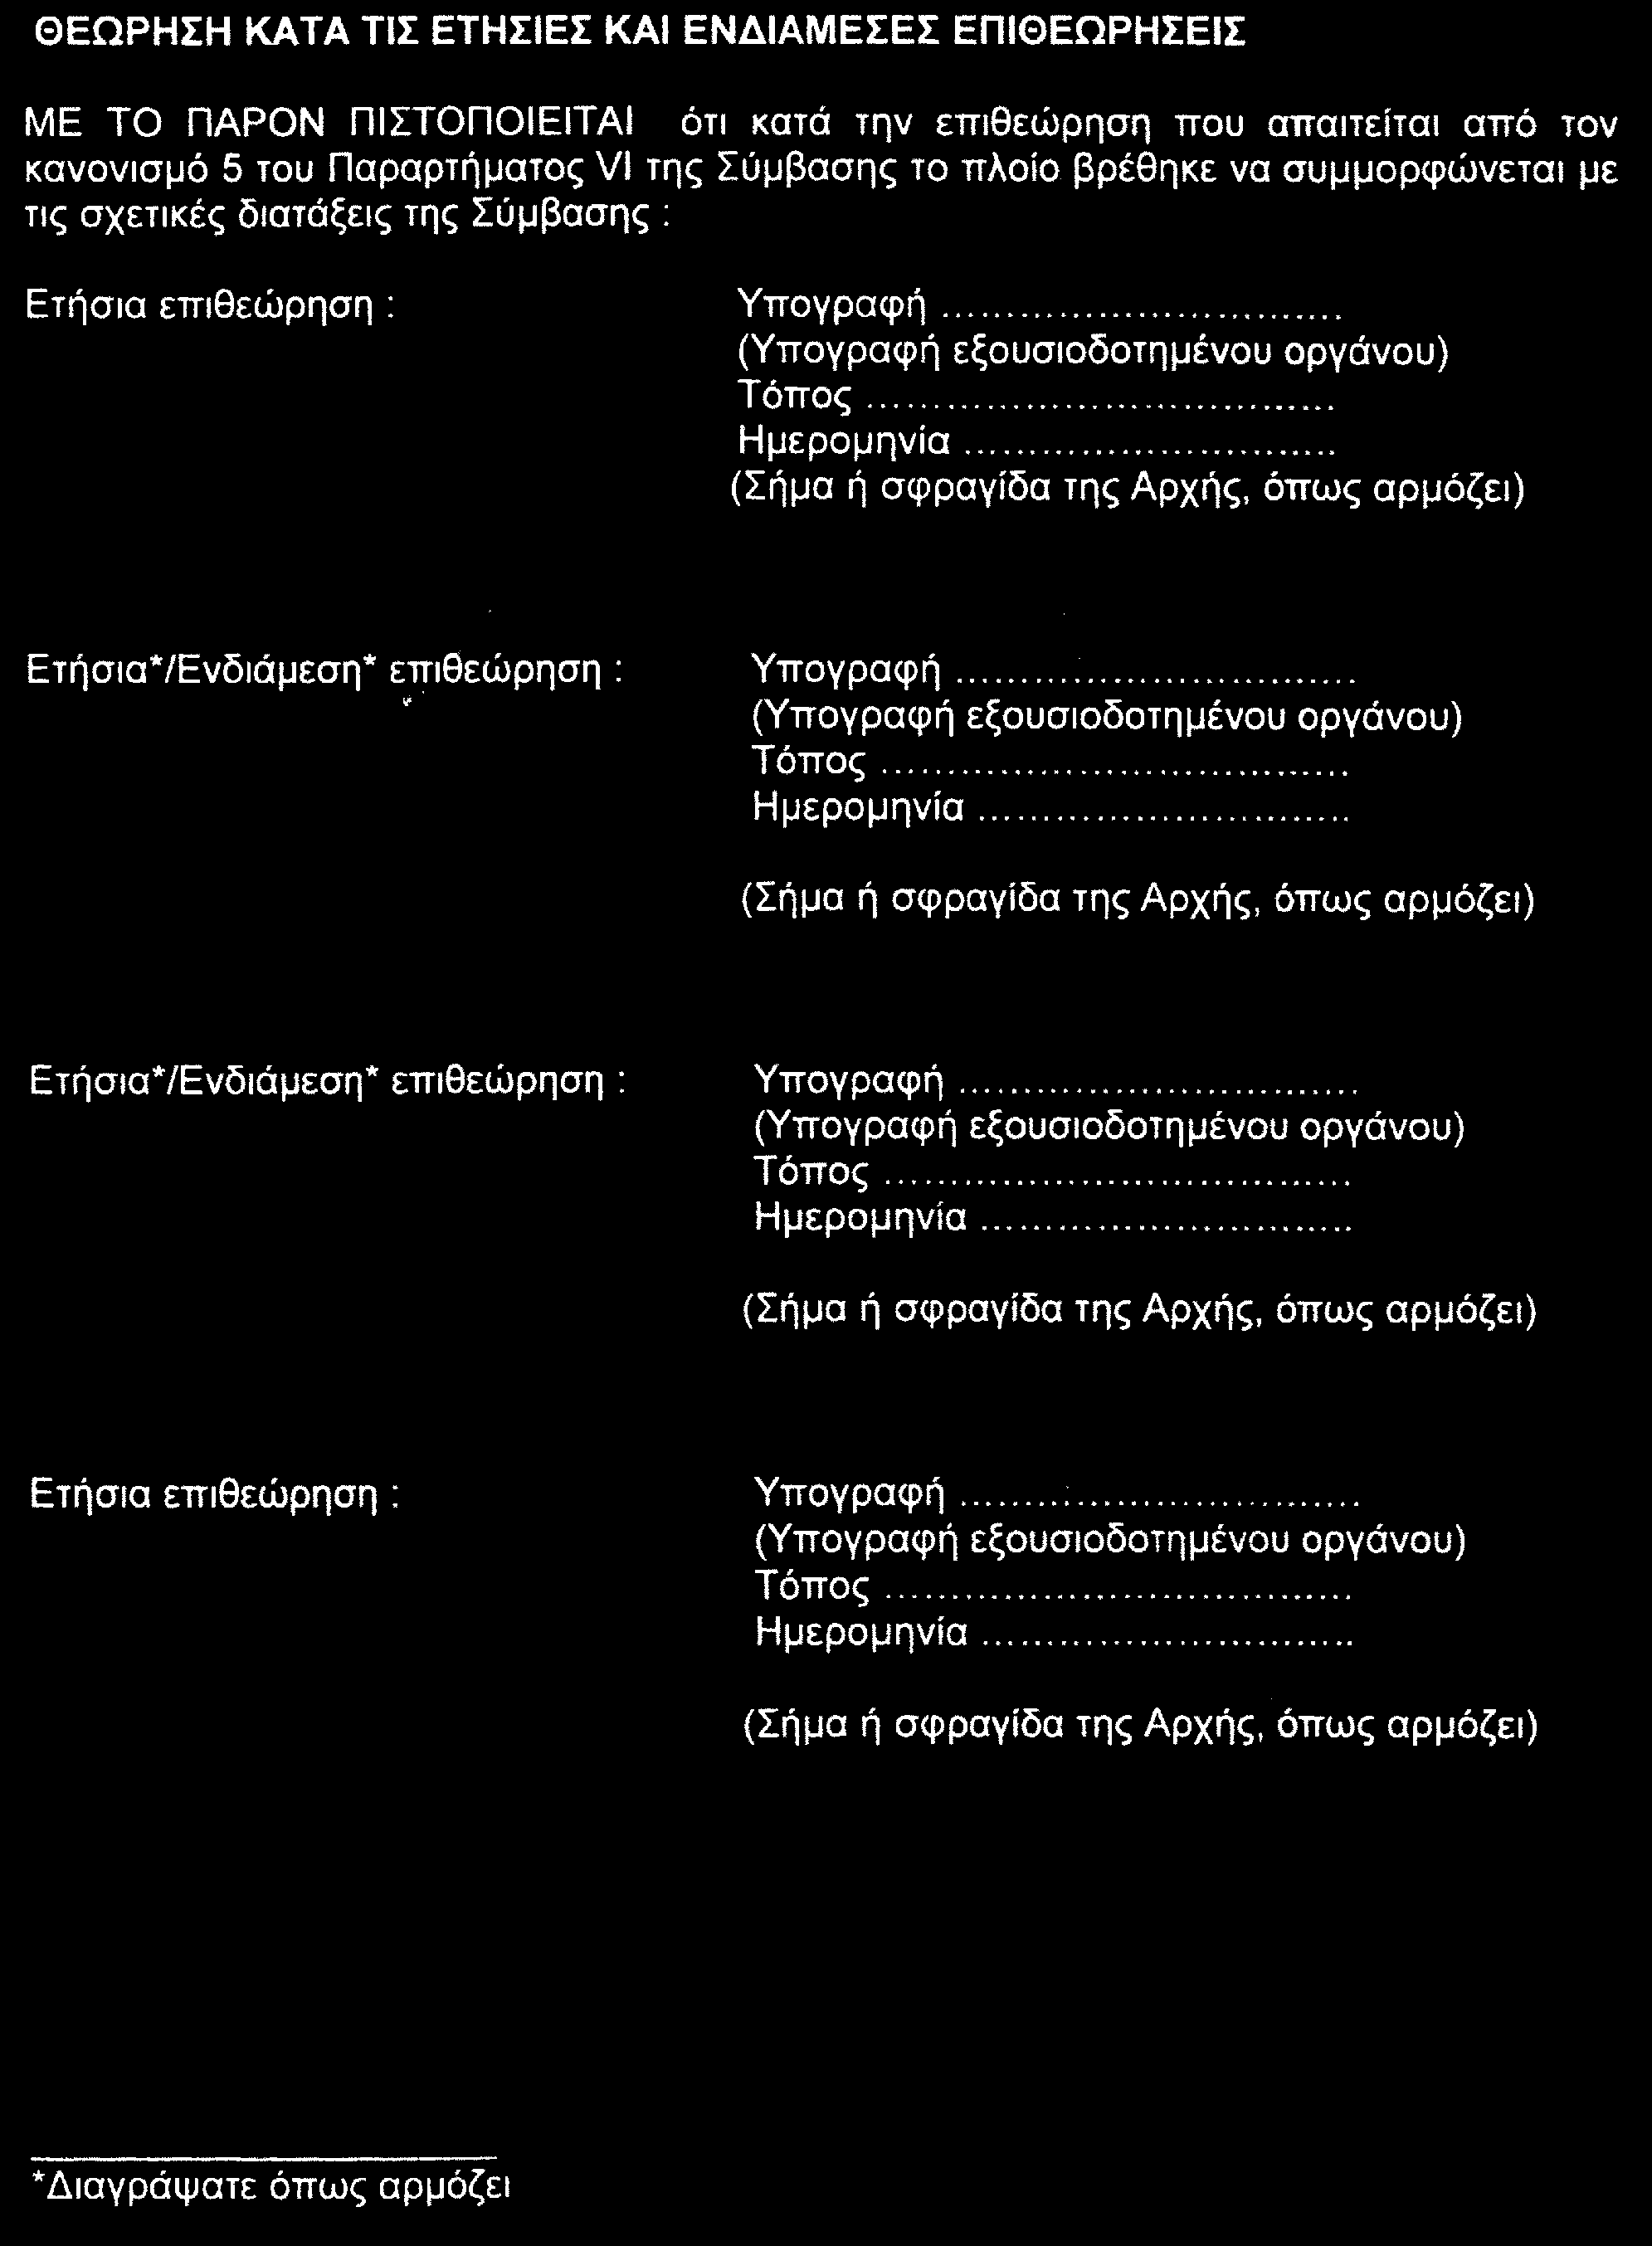 ΘΕΩΡΗΣΗ ΚΑΤΑ ΤΙΣ ΕΤΗΣΙΕΣ ΚΑΙ ΕΝΔΙΑΜΕΣΕΣ ΕΠΙΘΕΩΡΗΣΕΙΣ
ΜΕ ΤΟ ΠΑΡΟΝ ΠΙΣΤΟΠΟΙΕΙΤΑΙ ότι κατά την επιθεώρηση που απαιτείται από τον
κανονισμό 5 του Παραρτήματος VI της Σύμβασης το πλοίο βρέθηκε να συμμορφώνεται με
τις σχετικές διατάξεις της Σύμβασης :
Ετήσια επιθεώρηση : Υπογραφή ................................
(Υπογραφή εξουσιοδοτημένου οργάνου)
Τόπος ......................................
Ημερομηνία ..............................
(Σήμα ή σφραγίδα της Αρχής, όπως αρμόζει)
Ετήσια*/Ενδιάμεση* επιθεώρηση : Υπογραφή ................................
(Υπογραφή εξουσιοδοτημένου οργάνου)
Τόπος ......................................
Ημερομηνία ..............................
(Σήμα ή σφραγίδα της Αρχής, όπως αρμόζει)
Ετήσια*/Ενδιάμεση* επιθεώρηση : Υπογραφή ................................
(Υπογραφή εξουσιοδοτημένου οργάνου)
Τόπος ......................................
Ημερομηνία ..............................
(Σήμα ή σφραγίδα της Αρχής, όπως αρμόζει)
Ετήσια επιθεώρηση : Υπογραφή ................................
(Υπογραφή εξουσιοδοτημένου οργάνου)
Τόπος ......................................
Ημερομηνία ..............................
(Σήμα ή σφραγίδα της Αρχής, όπως αρμόζει)
*Διαγράψατε όπως αρμόζει